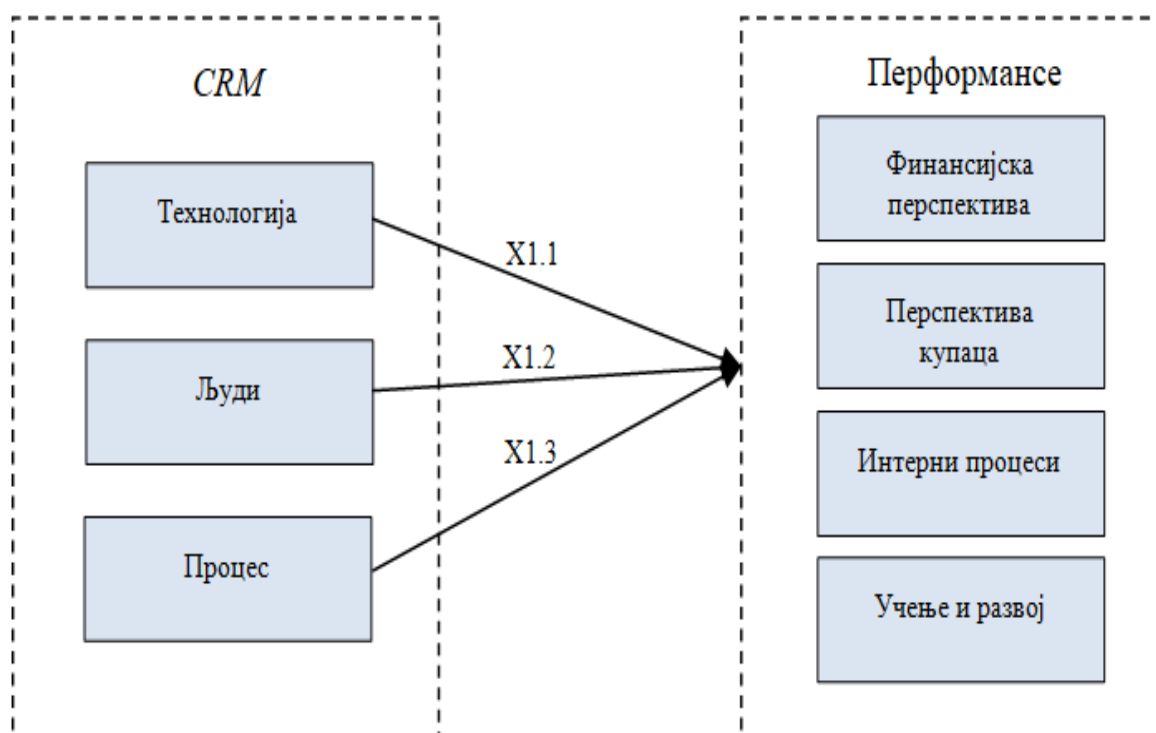 CRM
Технологија
Људи
Процес
X1.1
X1.2
X1.3
Перформансе
Финансијска
перспектива
Перспектива
купаца
Интерни процеси
Учење и развој